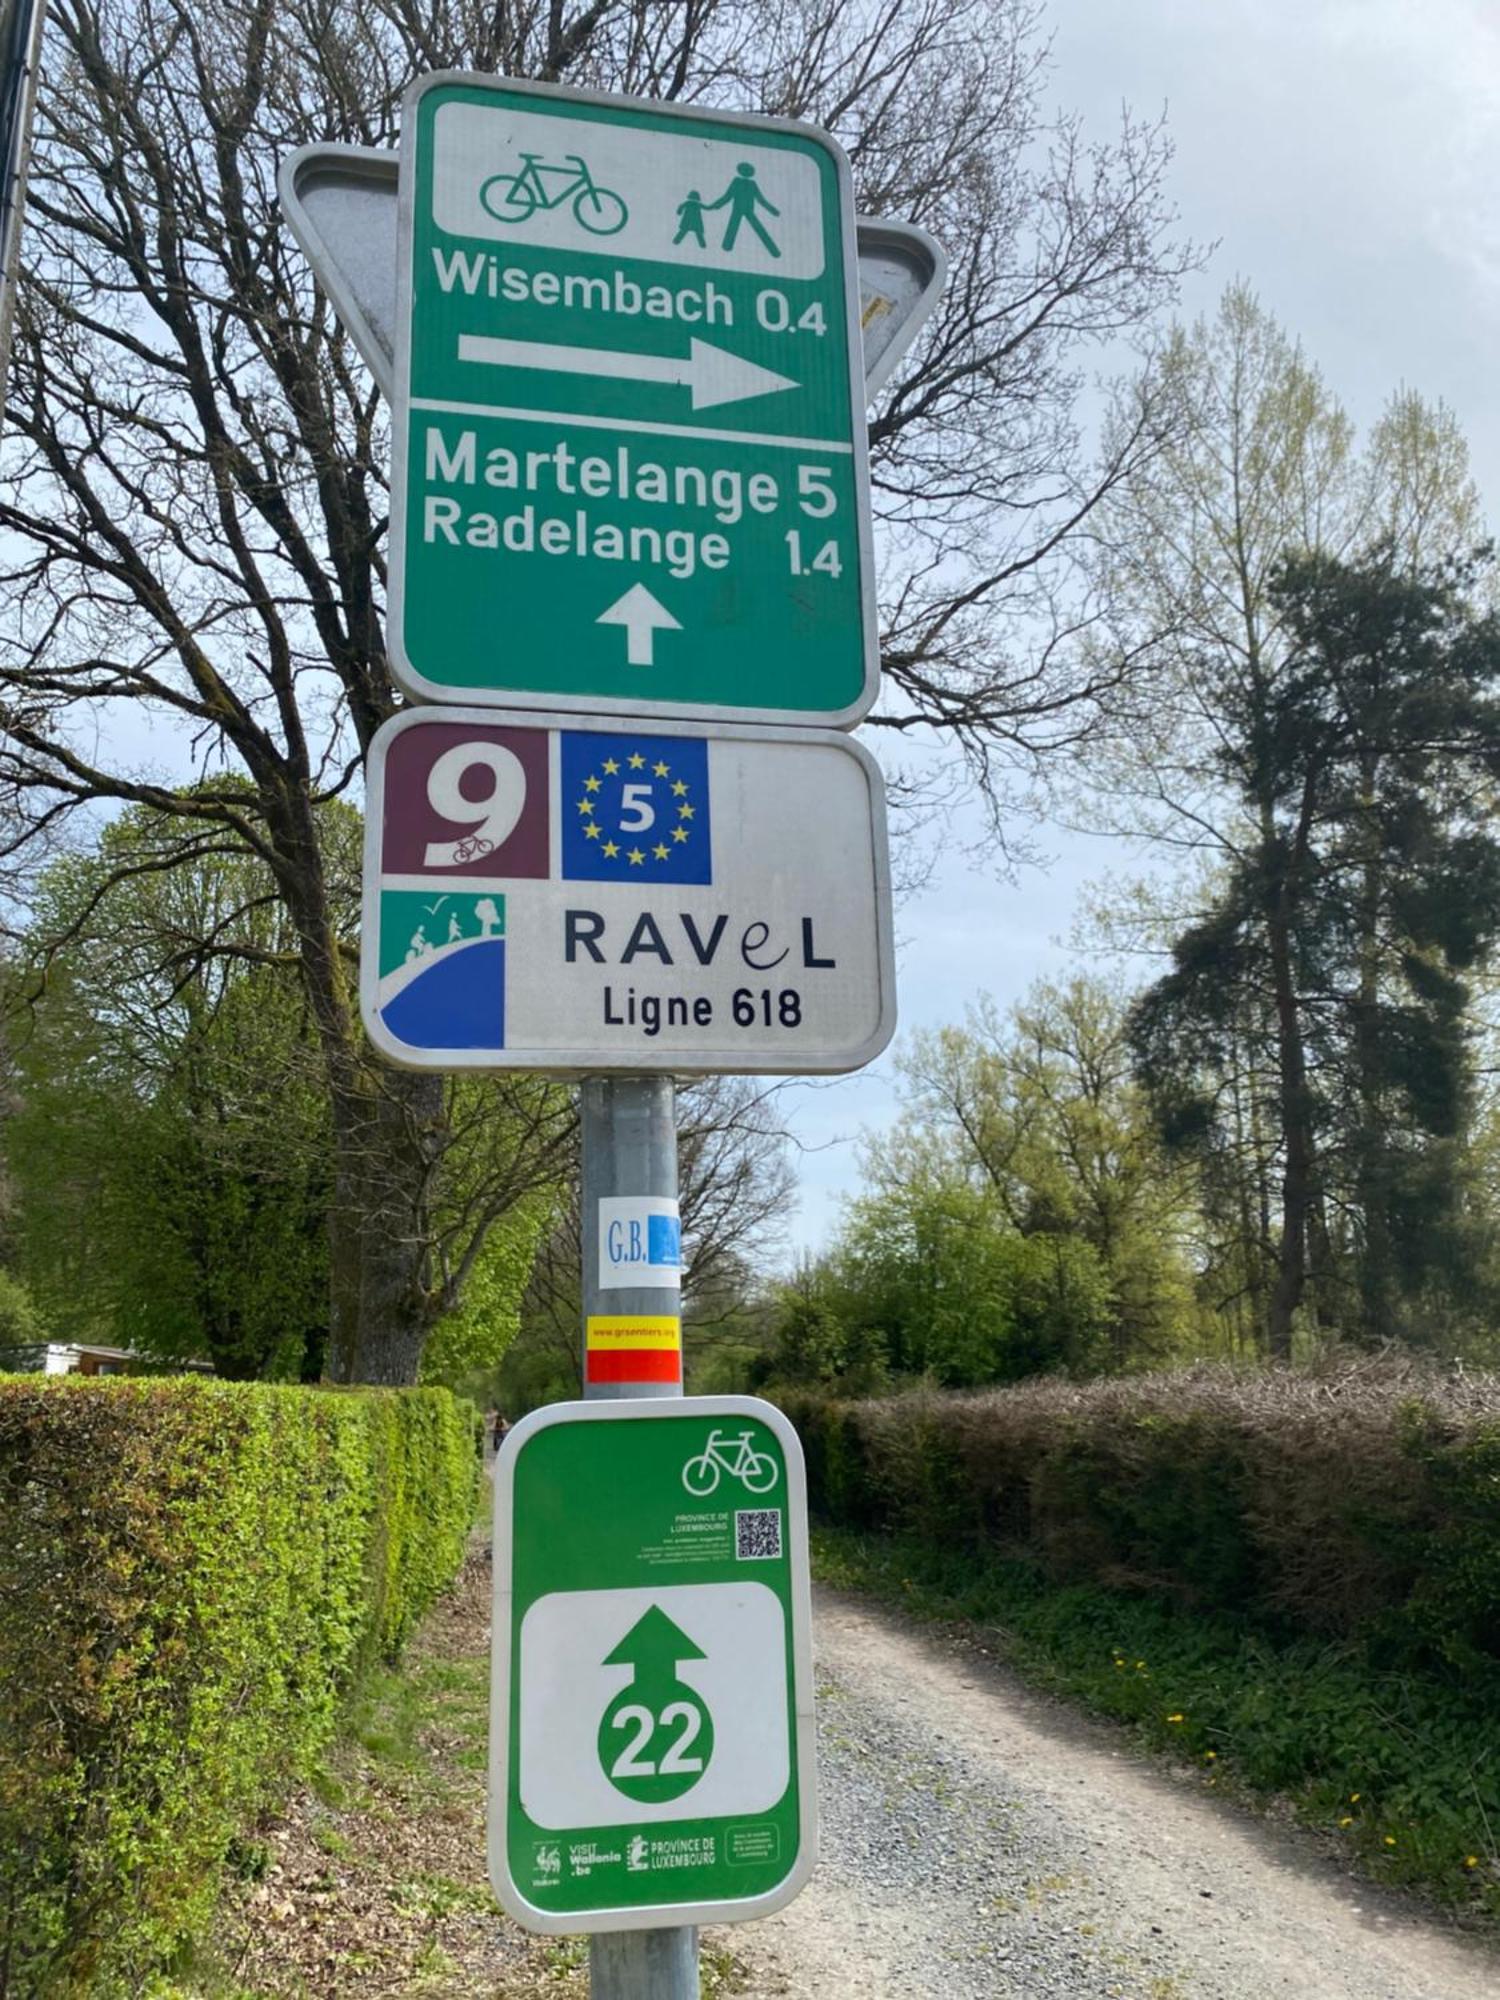 Wisembach 0.4
Martelange 5
Radelange 1.4
9
5
RAVeL
Ligne 618
G.B.
www.grsentiers.org
PROVINCE DE
LUXEMBOURG
22
VISIT
Wallonia
.be
Wallonie
PROVINCE DE
LUXEMBOURG